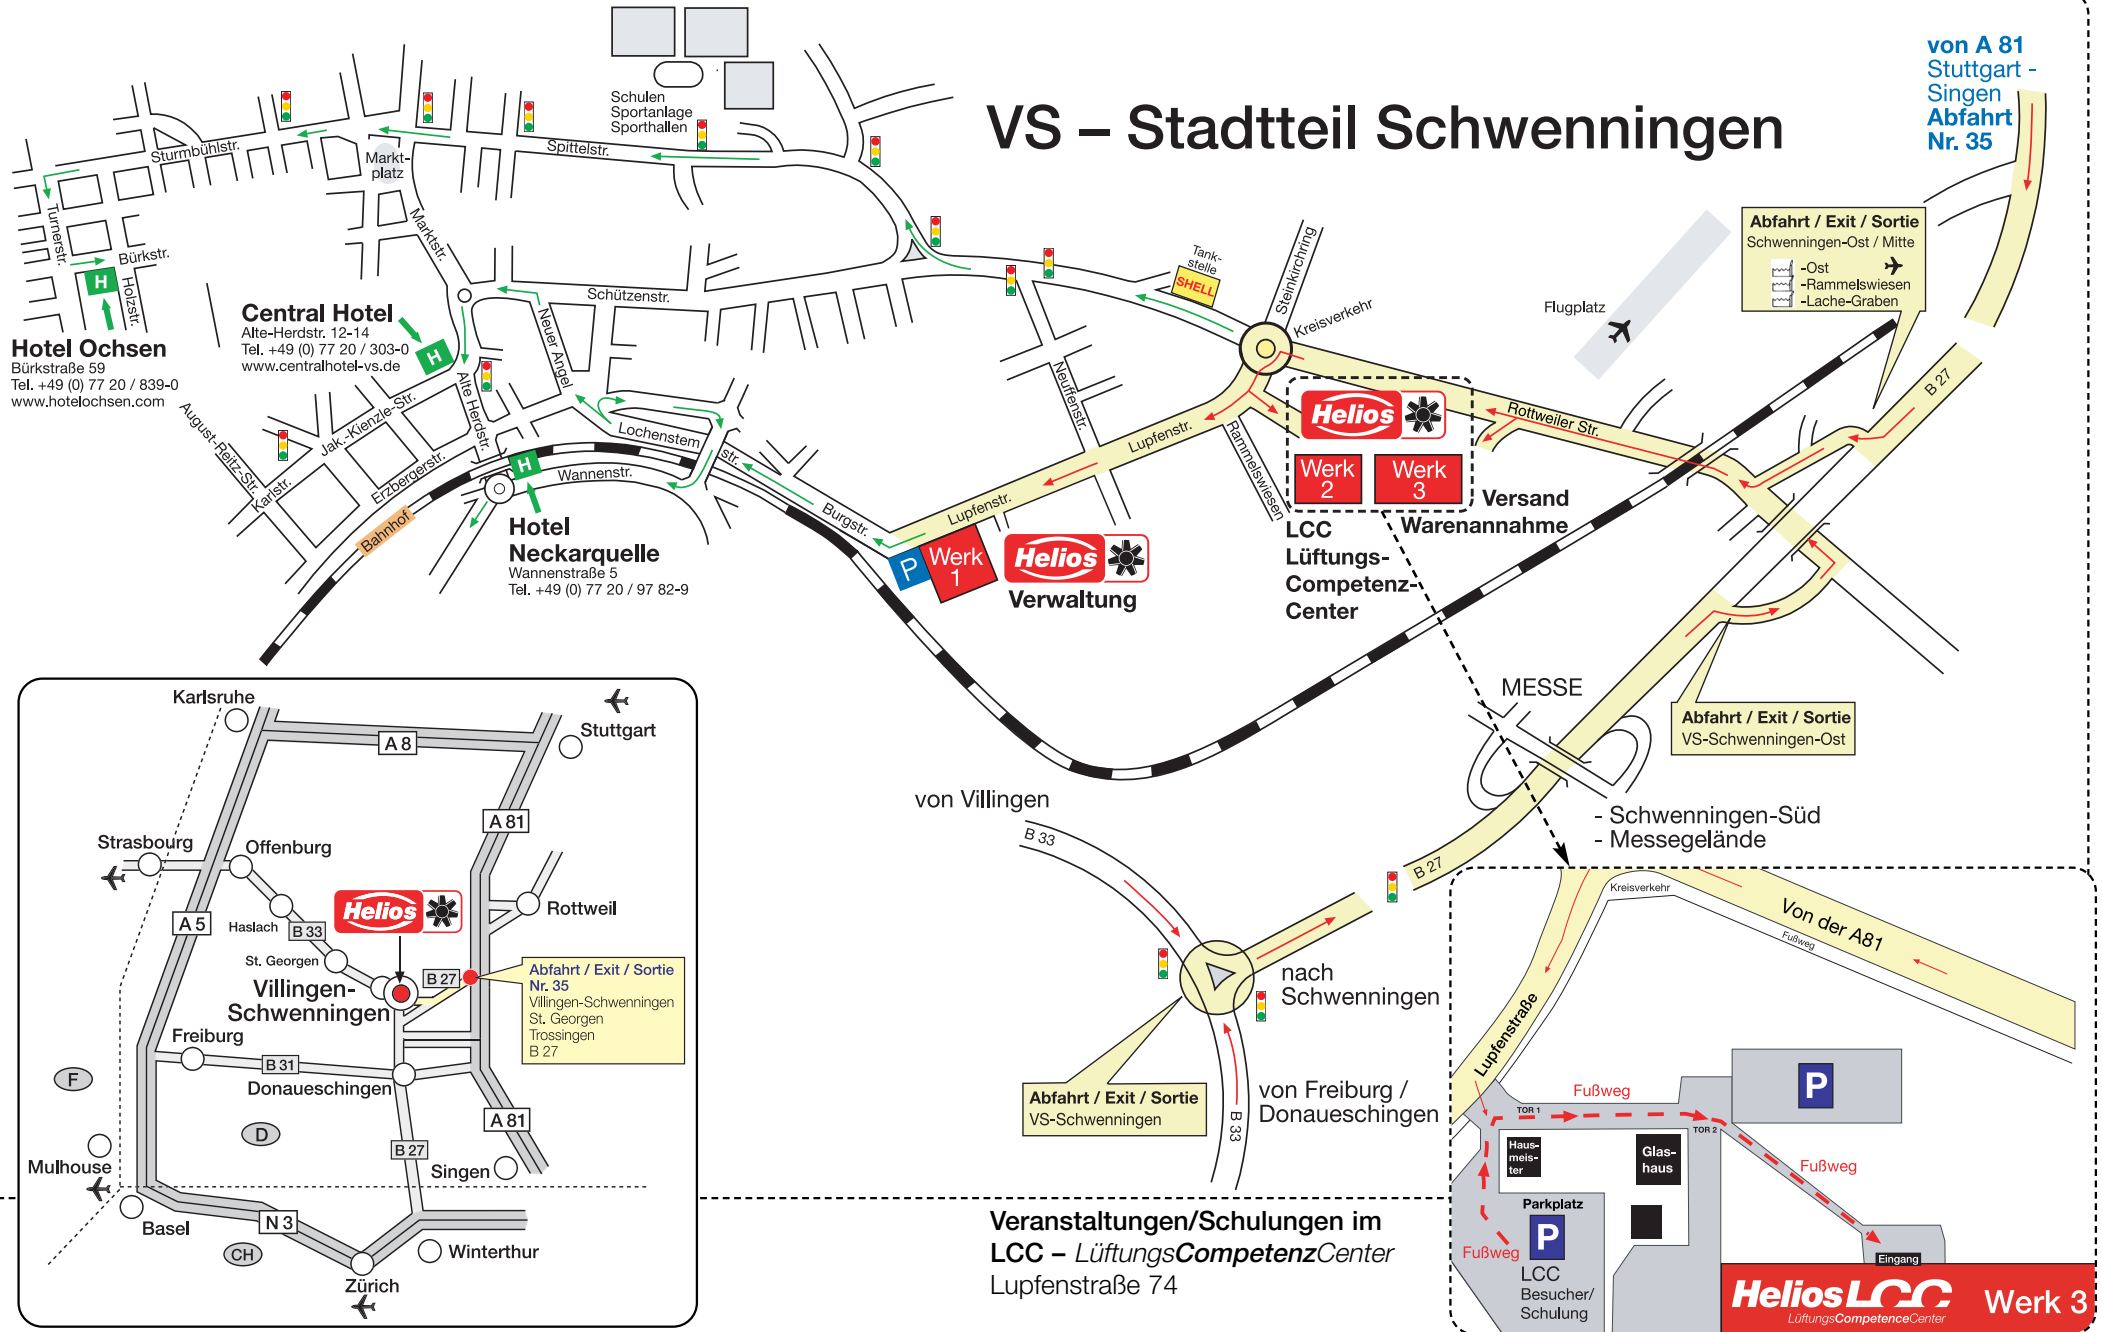 VS – Stadtteil Schwenningen
von A 81
Stuttgart -
Singen
Abfahrt
Nr. 35
Abfahrt / Exit / Sortie
Schwenningen-Ost / Mitte
-Ost
-Rammelswiesen
-Lache-Graben
Schulen
Sportanlage
Sporthallen
Sturmbühlstr.
Markt-
platz
Spittelstr.
Turnerstr.
Bürkstr.
Holzstr.
H
Hotel Ochsen
Bürkstraße 59
Tel. +49 (0) 77 20 / 839-0
www.hotelochsen.com
Marktstr.
Central Hotel
Alte-Herdstr. 12-14
Tel. +49 (0) 77 20 / 303-0
www.centralhotel-vs.de
H
Schützenstr.
Neuer Angel
Alte Herdstr.
August-Reitz-Str.
Jak.-Kienzle-Str.
Karlstr.
Erzbergerstr.
Bahnhof
Lochenstem
str.
Wannenstr.
H
Hotel
Neckarquelle
Wannenstraße 5
Tel. +49 (0) 77 20 / 97 82-9
Burgstr.
Lupfenstr.
Lupfenstr.
Neuffenstr.
Rammelswiesen
Tank-
stelle
SHELL
Steinkirchring
Kreisverkehr
Flugplatz
Rottweiler Str.
B 27
P
Werk
1
Helios
Verwaltung
Helios
Werk
2
Werk
3
Versand
Warenannahme
LCC
Lüftungs-
Competenz-
Center
MESSE
Abfahrt / Exit / Sortie
VS-Schwenningen-Ost
- Schwenningen-Süd
- Messegelände
B 27
von Villingen
B 33
nach
Schwenningen
Abfahrt / Exit / Sortie
VS-Schwenningen
von Freiburg /
Donaueschingen
B 33
Karlsruhe
Stuttgart
A 8
A 81
Strasbourg
Offenburg
A 5
Haslach
B 33
Helios
Rottweil
St. Georgen
Villingen-
Schwenningen
B 27
Abfahrt / Exit / Sortie
Nr. 35
Villingen-Schwenningen
St. Georgen
Trossingen
B 27
Freiburg
B 31
Donaueschingen
F
D
A 81
B 27
Mulhouse
Singen
Basel
N 3
CH
Winterthur
Zürich
Veranstaltungen/Schulungen im
LCC – LüftungsCompetenzCenter
Lupfenstraße 74
Kreisverkehr
Von der A81
Fußweg
Lupfenstraße
Fußweg
P
TOR 1
TOR 2
Haus-
meis-
ter
Glas-
haus
Fußweg
Parkplatz
P
Fußweg
LCC
Besucher/
Schulung
Eingang
Helios LCC
LüftungsCompetenceCenter
Werk 3